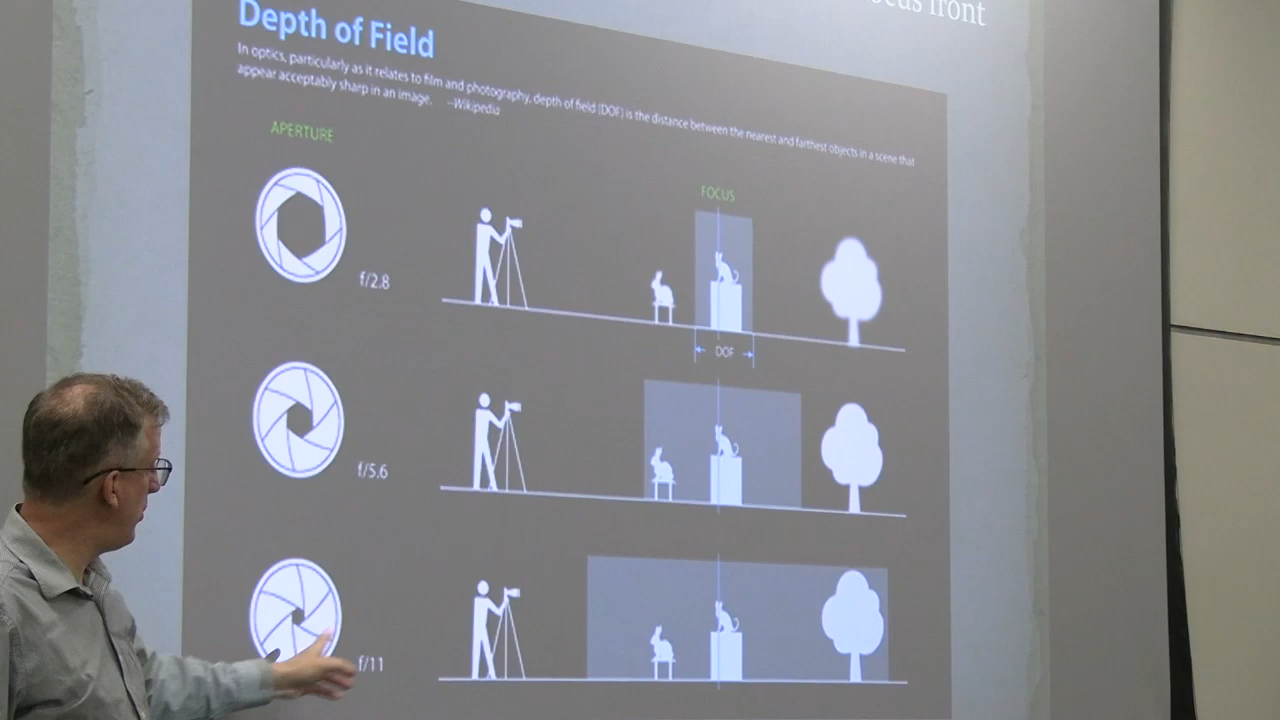 front
Depth of Field
In optics, particularly as it relates to film and photography, depth of field (DOF) is the distance between the nearest and farthest objects in a scene that
appear acceptably sharp in an image. --Wikipedia
APERTURE
FOCUS
f/2.8
DOF
f/5.6
f/11